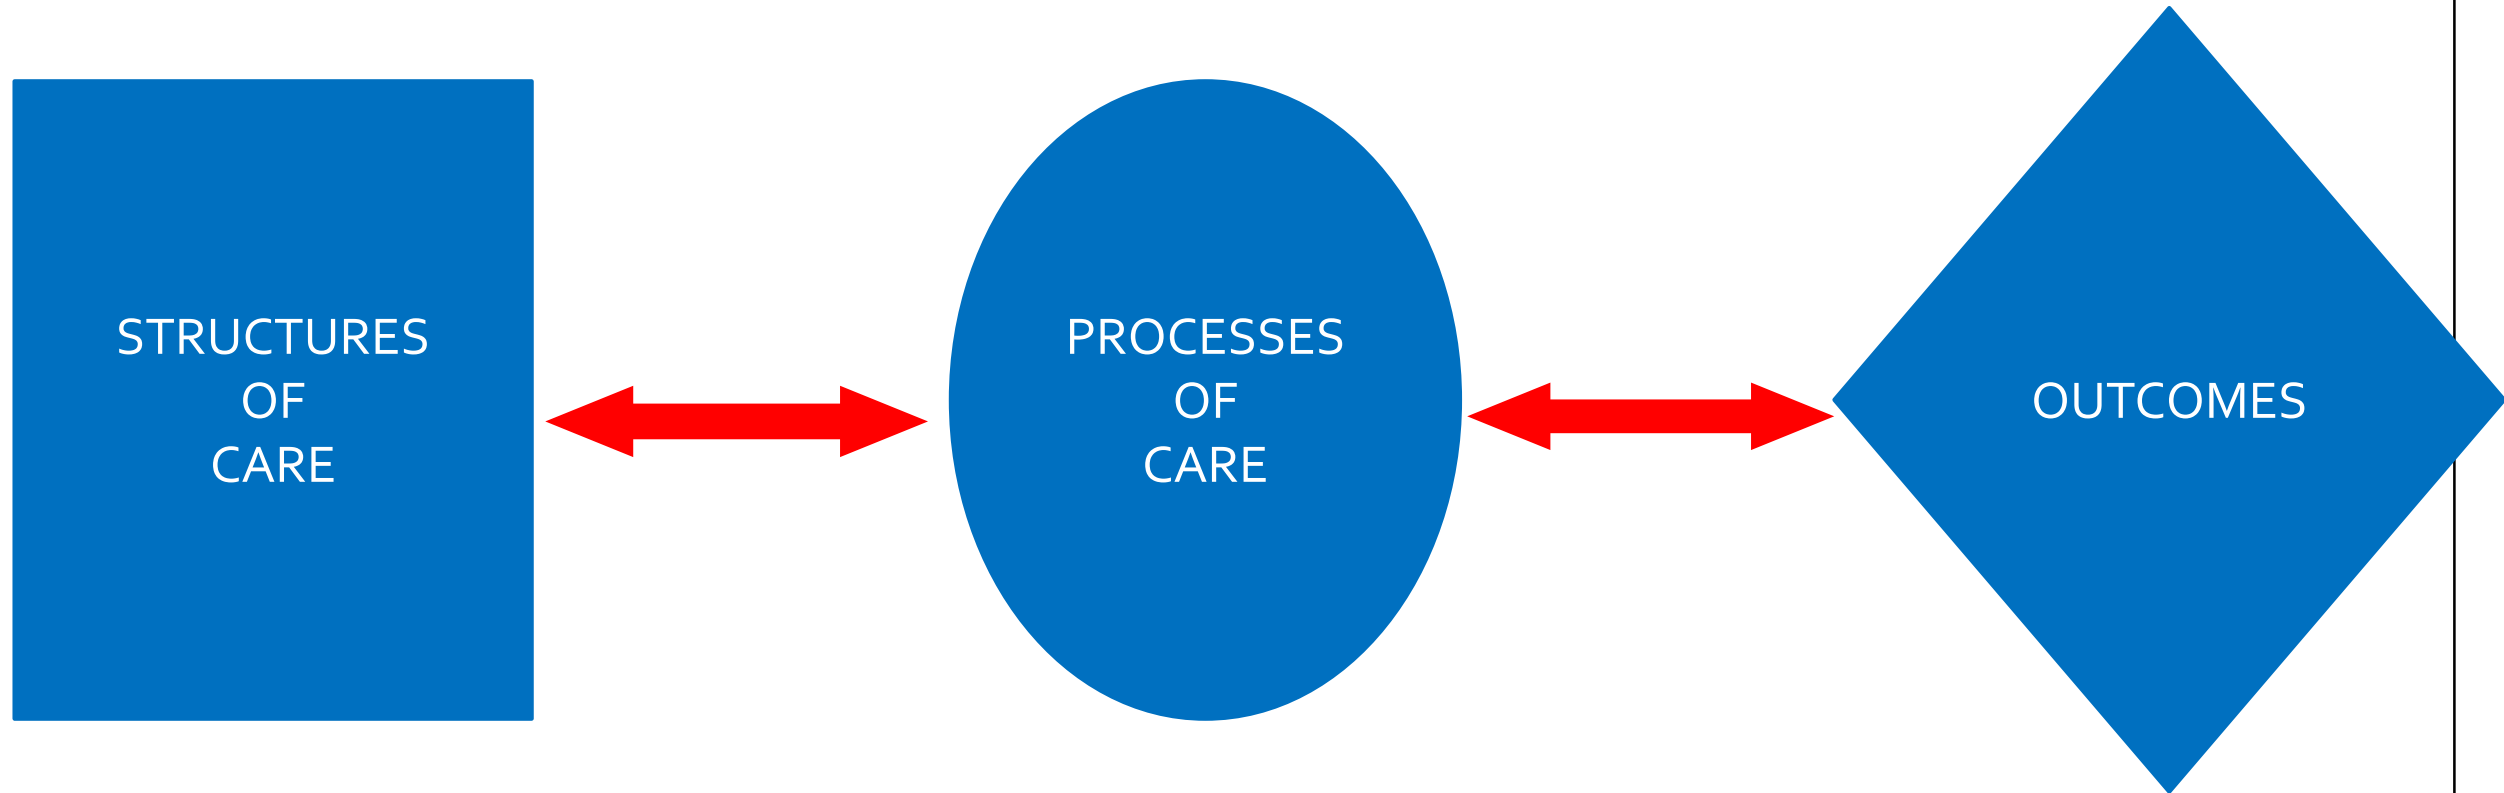 STRUCTURES
OF
CARE
PROCESSES
OF
CARE
OUTCOMES